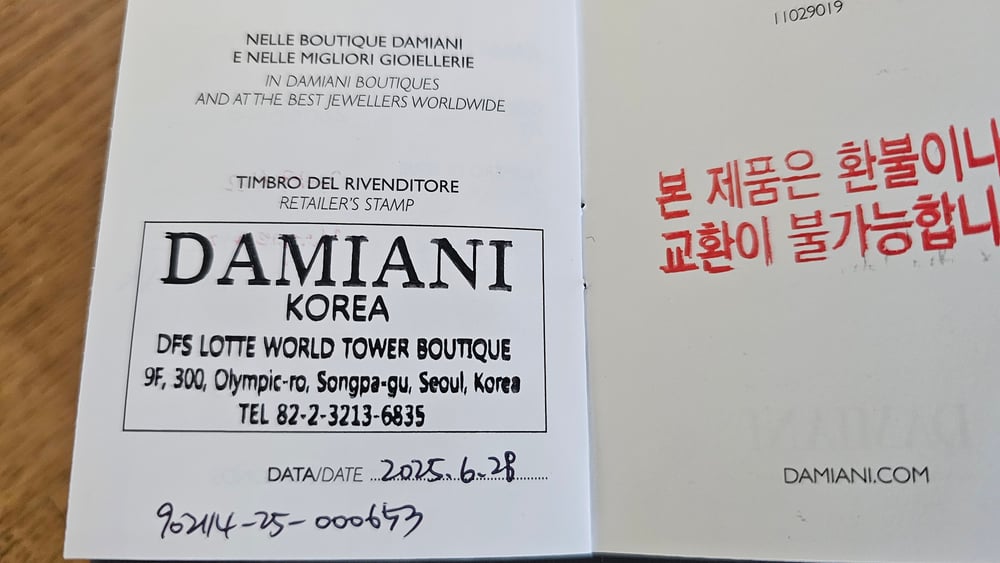 NELLE BOUTIQUE DAMIANI
E NELLE MIGLIORI GIOIELLERIE
IN DAMIANI BOUTIQUES
AND AT THE BEST JEWELLERS WORLDWIDE
TIMBRO DEL RIVENDITORE
RETAILER'S STAMP
DAMIANI
KOREA
DFS LOTTE WORLD TOWER BOUTIQUE
9F, 300, Olympic-ro, Songpa-gu, Seoul, Korea
TEL 82-2-3213-6835
DATA/DATE 2025.6.28
902114-25-000653
11029019
본 제품은 환불이나
교환이 불가능합니
DAMIANI.COM